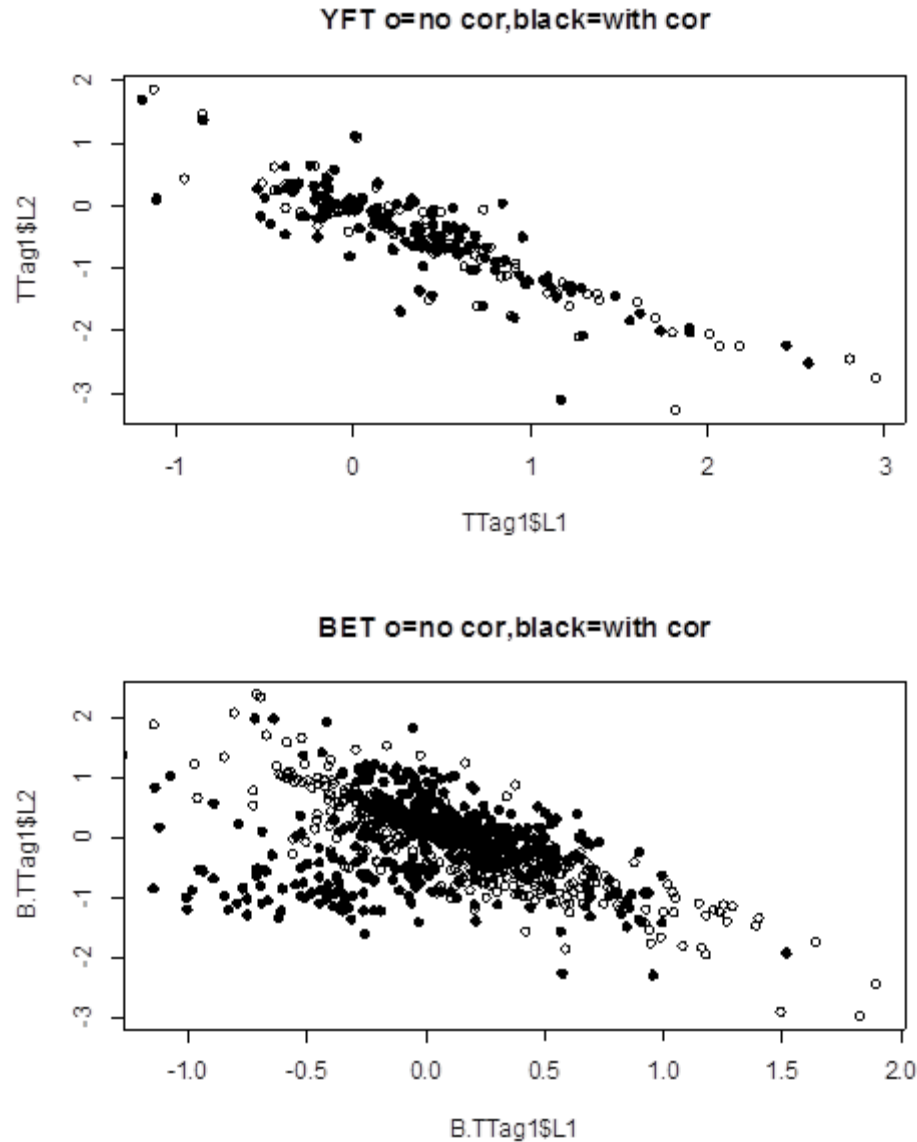 YFT o=no cor,black=with cor
2
1
0
-1
-2
-3
TTag1$L2
-1 0 1 2 3
TTag1$L1
BET o=no cor,black=with cor
2
1
0
-1
-2
-3
B.TTag1$L2
-1.0 -0.5 0.0 0.5 1.0 1.5 2.0
B.TTag1$L1